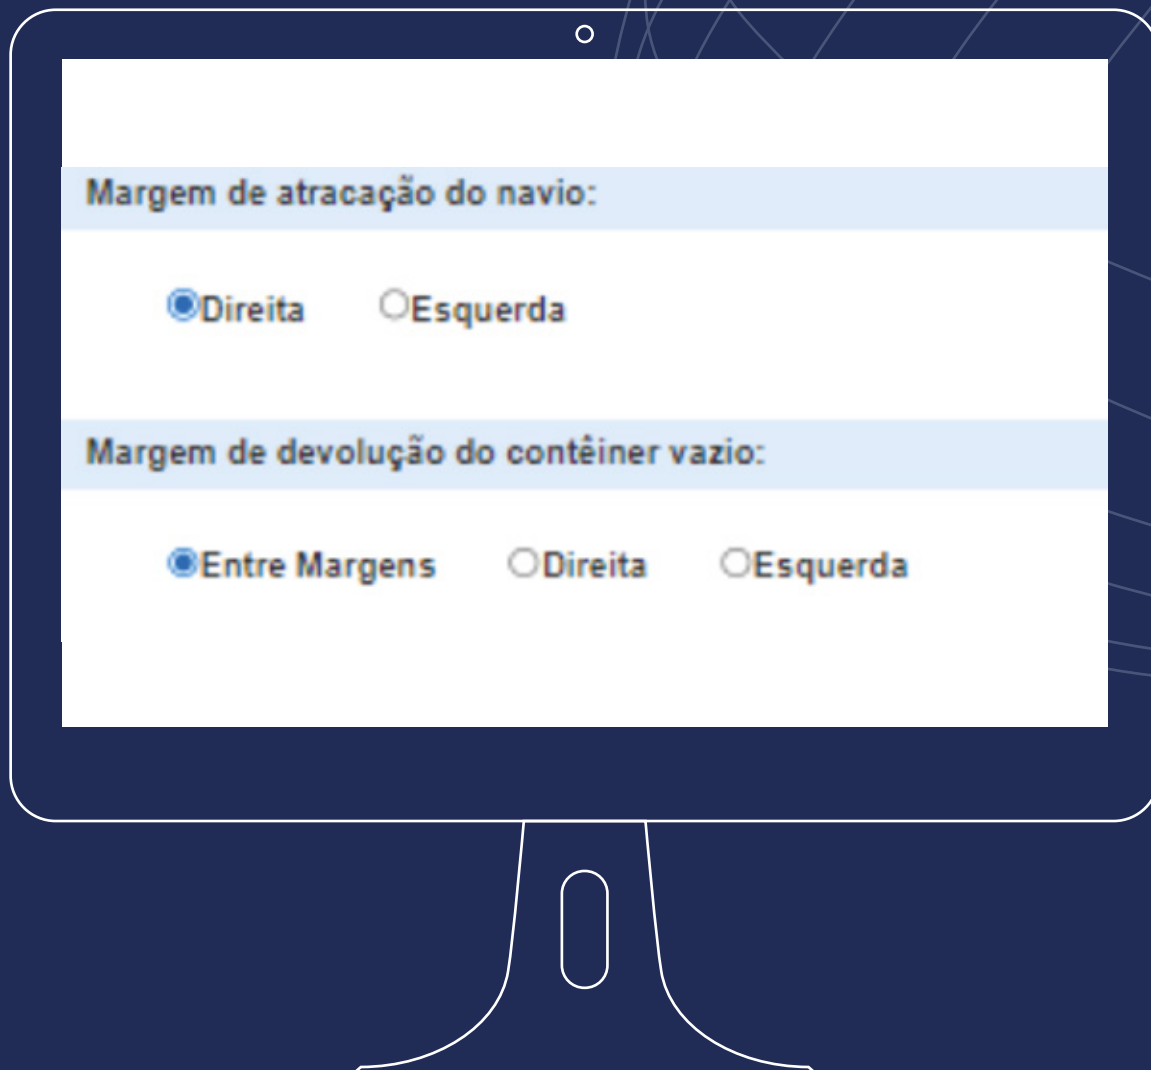 Margem de atracação do navio:
Direita Esquerda
Margem de devolução do contêiner vazio:
Entre Margens Direita Esquerda